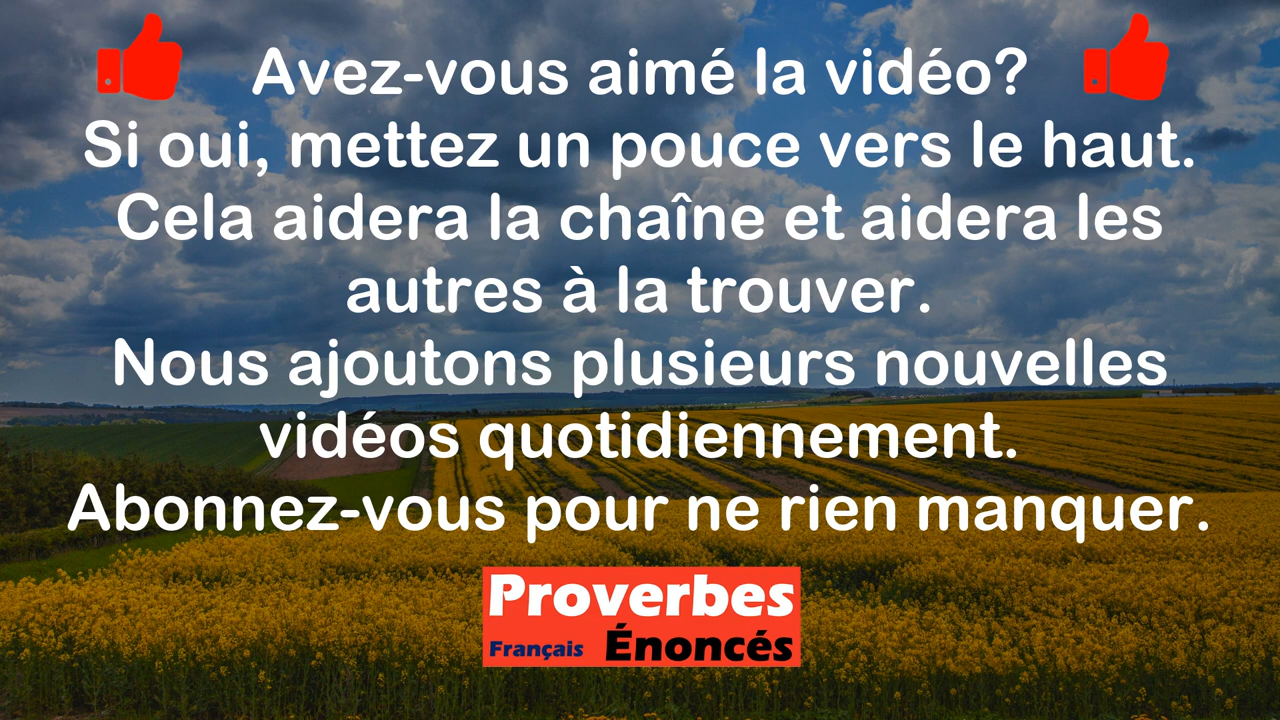 Avez-vous aimé la vidéo?
Si oui, mettez un pouce vers le haut.
Cela aidera la chaîne et aidera les
autres à la trouver.
Nous ajoutons plusieurs nouvelles
vidéos quotidiennement.
Abonnez-vous pour ne rien manquer.
Proverbes
Français Énoncés